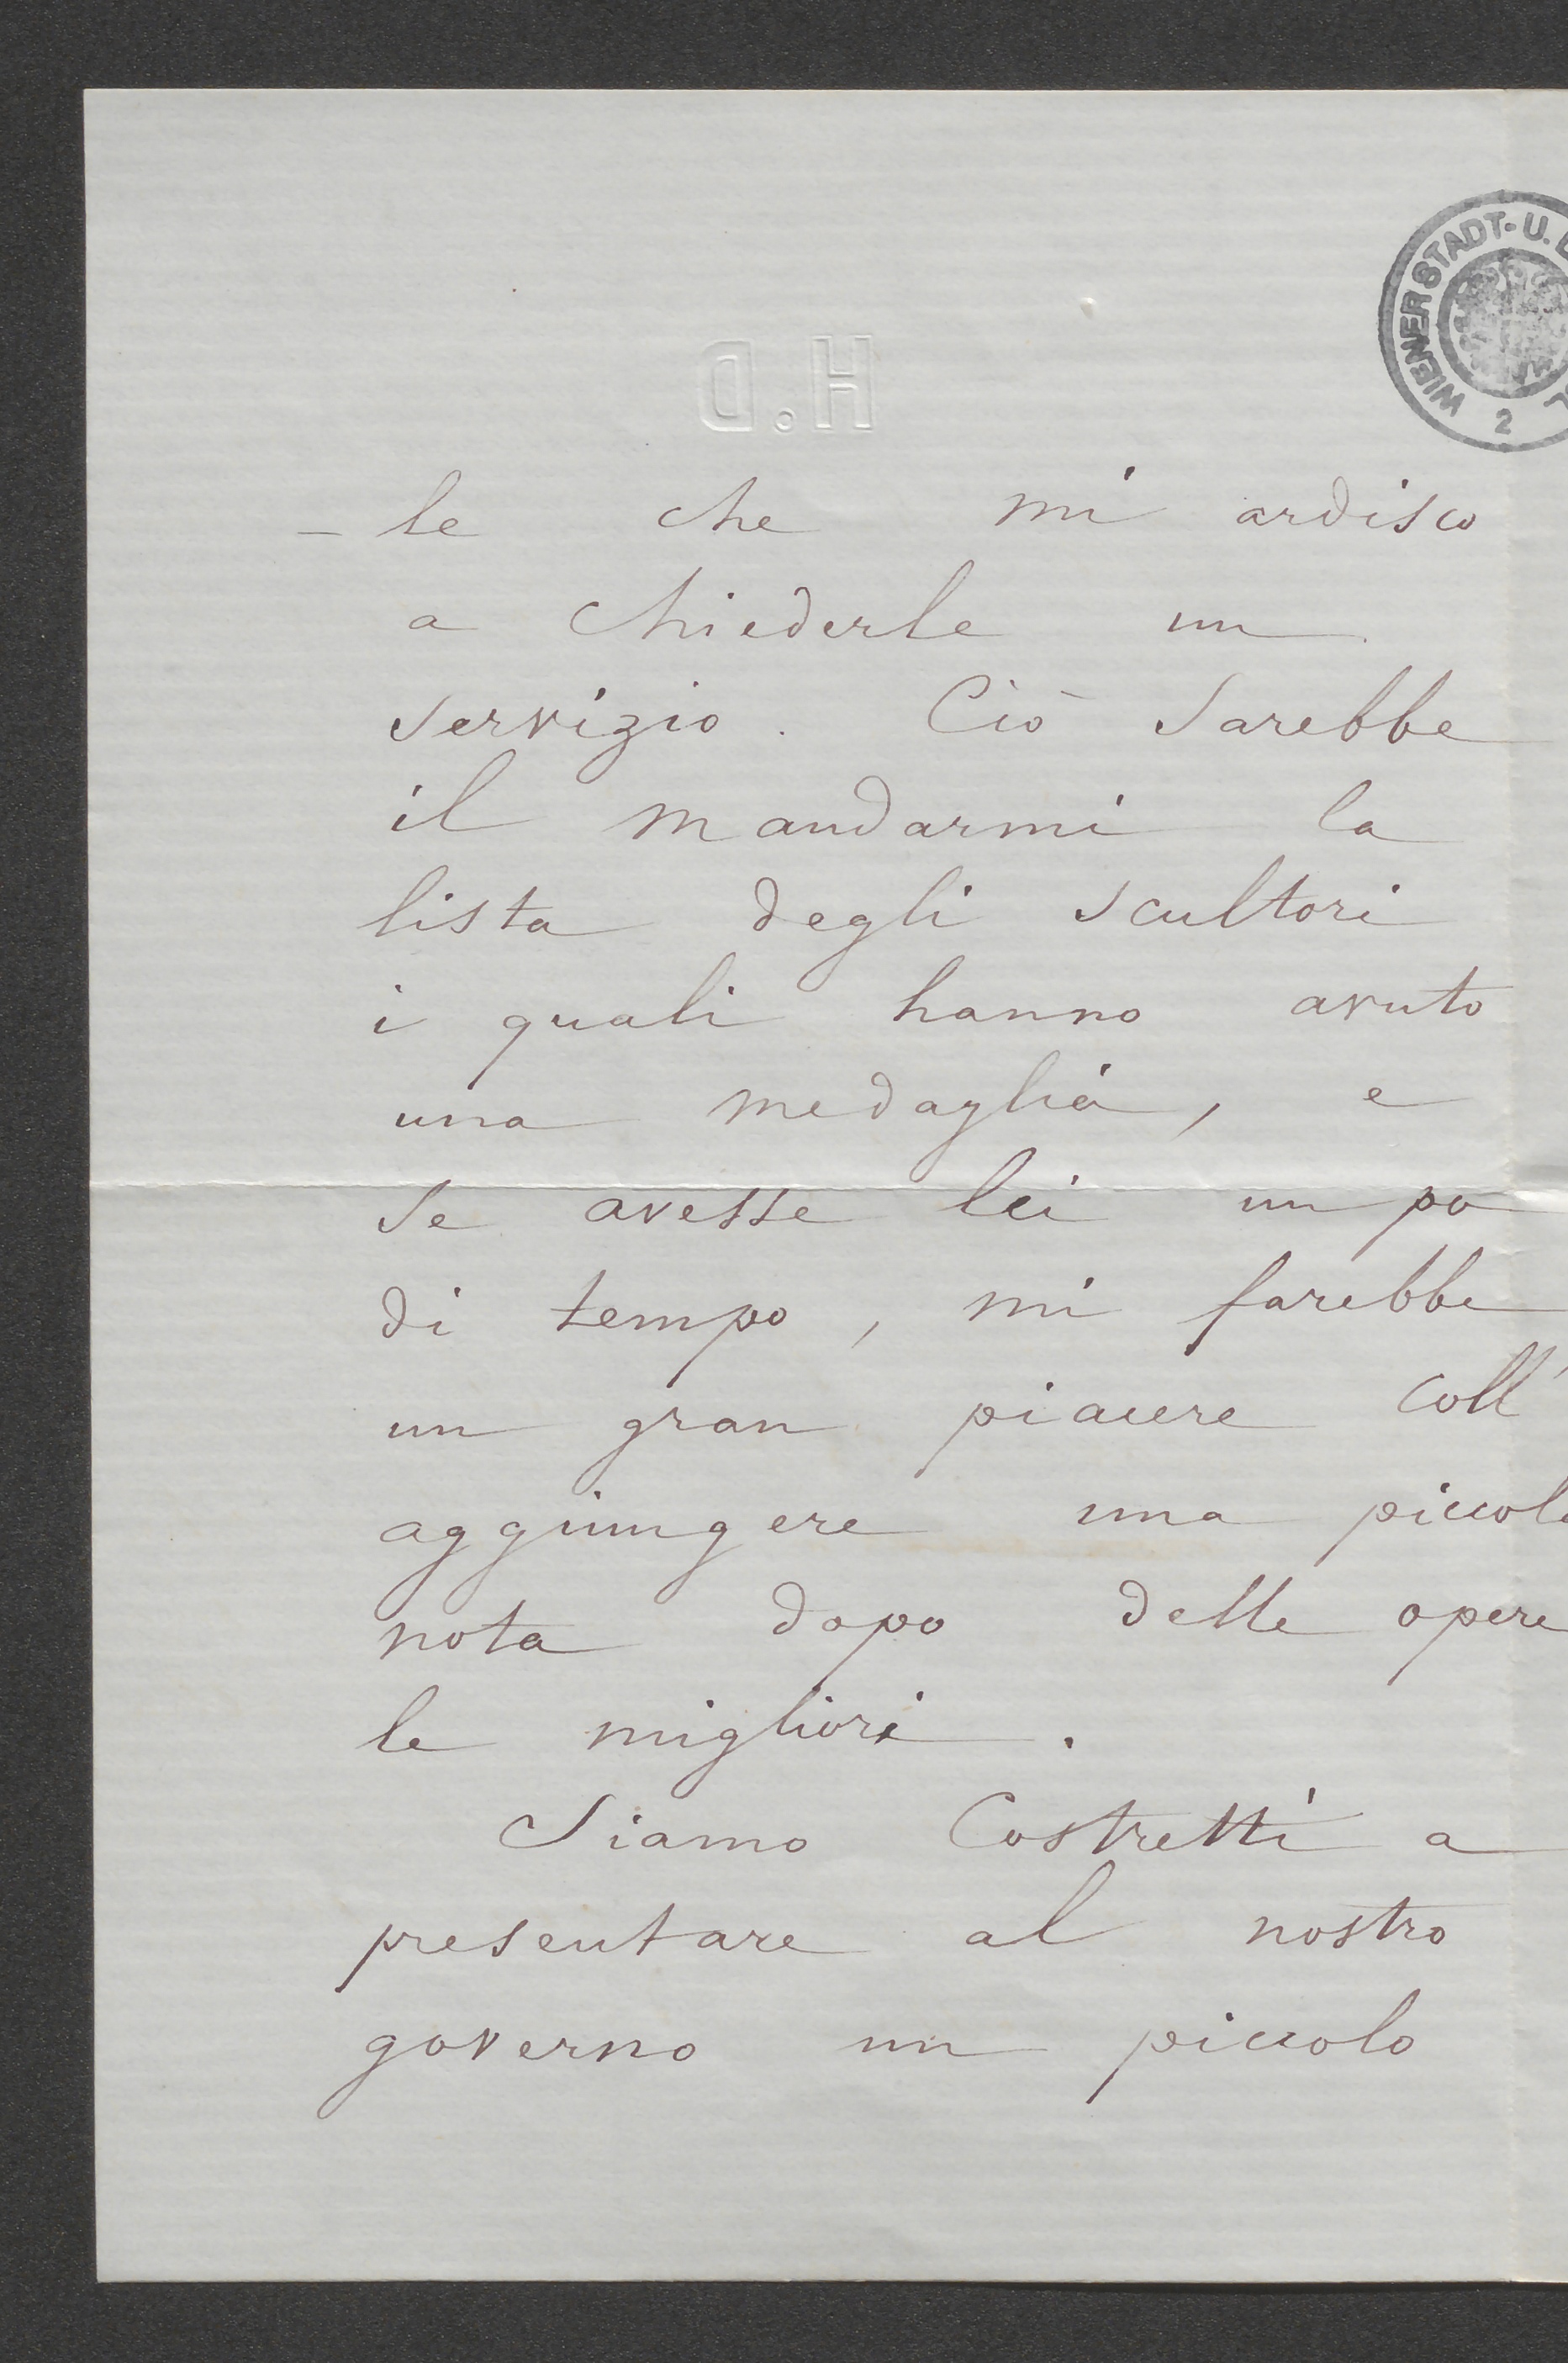 WIENER STADT- U.
2
H.D
- le che mi ardisco
a chiederle un
servizio. Ciò sarebbe
il mandarmi la
lista degli scultori
i quali hanno avuto
una medaglia, e
se avesse lei un po
di tempo, mi farebbe
un gran piacere coll'
aggiungere una piccola
nota dopo delle opere
le migliori.
Siamo Costretti a
presentare al nostro
governo un piccolo